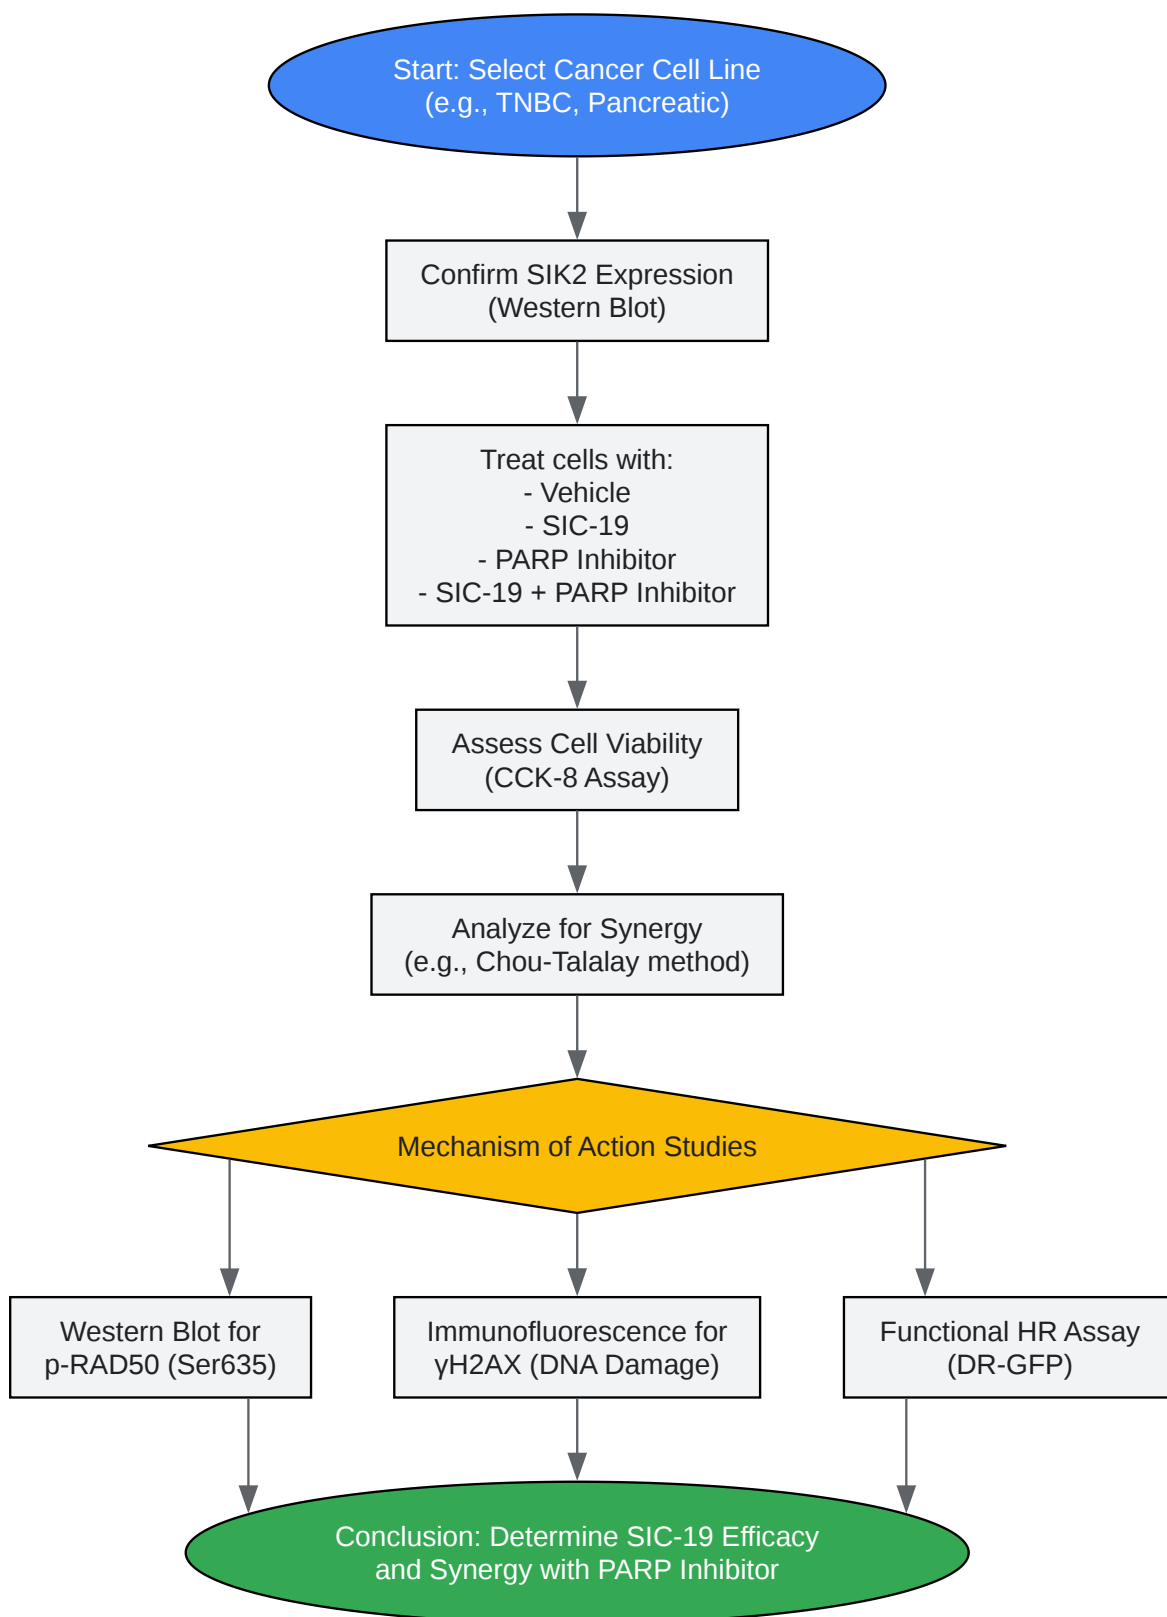 Start: Select Cancer Cell Line
(e.g., TNBC, Pancreatic)
Confirm SIK2 Expression
(Western Blot)
Treat cells with:
- Vehicle
- SIC-19
- PARP Inhibitor
- SIC-19 + PARP Inhibitor
Assess Cell Viability
(CCK-8 Assay)
Analyze for Synergy
(e.g., Chou-Talalay method)
Mechanism of Action Studies
Western Blot for
p-RAD50 (Ser635)
Immunofluorescence for
γH2AX (DNA Damage)
Functional HR Assay
(DR-GFP)
Conclusion: Determine SIC-19 Efficacy
and Synergy with PARP Inhibitor